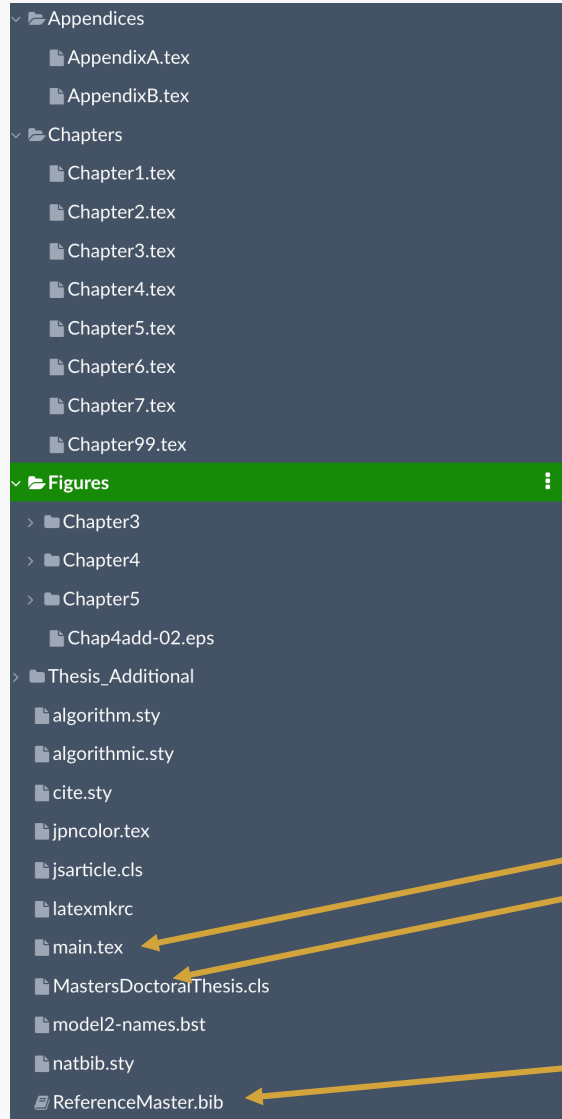 Appendices
AppendixA.tex
AppendixB.tex
Chapters
Chapter1.tex
Chapter2.tex
Chapter3.tex
Chapter4.tex
Chapter5.tex
Chapter6.tex
Chapter7.tex
Chapter99.tex
Figures
Chapter3
Chapter4
Chapter5
Chap4add-02.eps
Thesis_Additional
algorithm.sty
algorithmic.sty
cite.sty
jpncolor.tex
jsarticle.cls
latexmkrc
main.tex
MastersDoctoralThesis.cls
model2-names.bst
natbib.sty
ReferenceMaster.bib